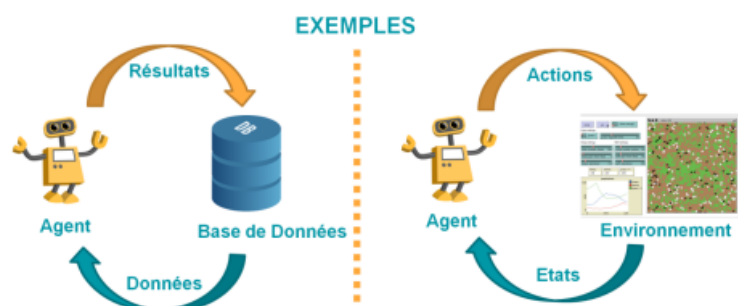 EXEMPLES
Résultats
Agent
Base de Données
Données
Actions
Agent
Environnement
Etats